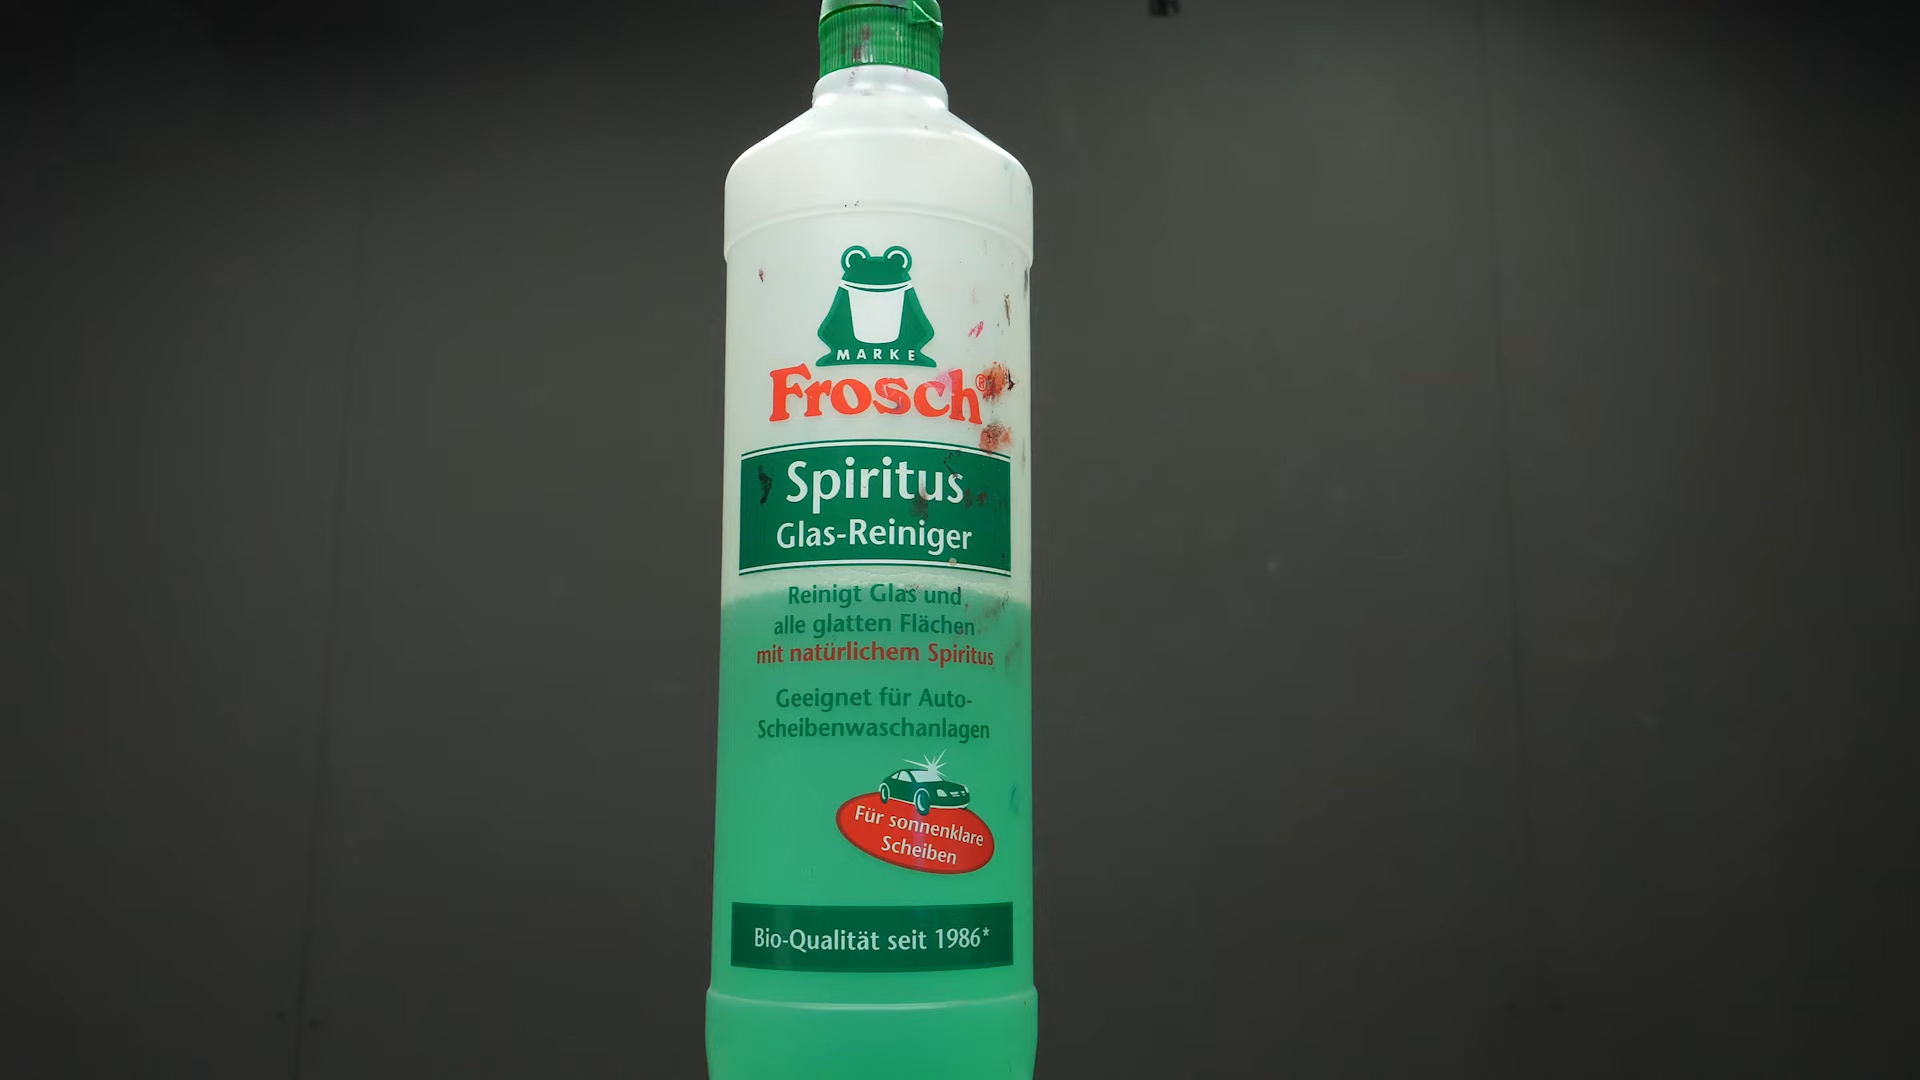 MARKE
Frosch®
Spiritus
Glas-Reiniger
Reinigt Glas und
alle glatten Flächen
mit natürlichem Spiritus
Geeignet für Auto-
Scheibenwaschanlagen
Für sonnenklare
Scheiben
Bio-Qualität seit 1986*